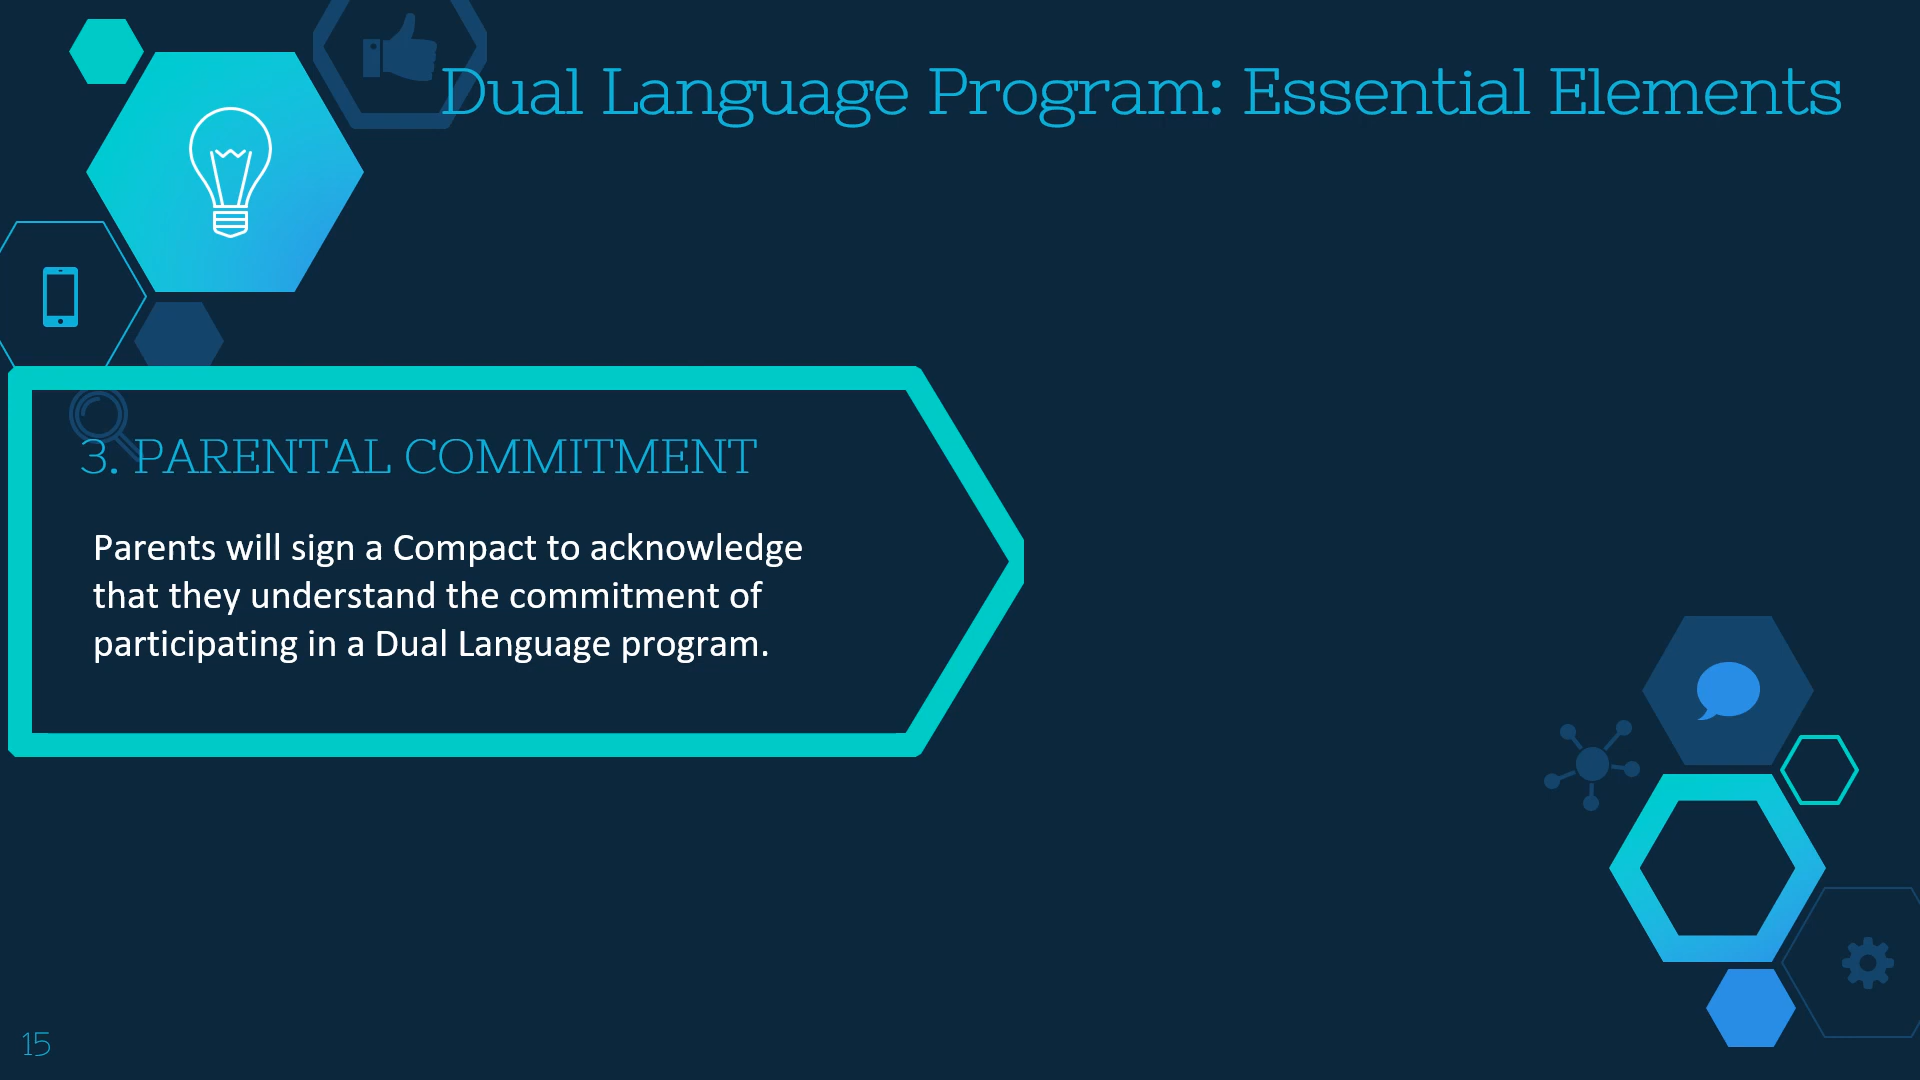 Dual Language Program: Essential Elements
3. PARENTAL COMMITMENT
Parents will sign a Compact to acknowledge
that they understand the commitment of
participating in a Dual Language program.
15